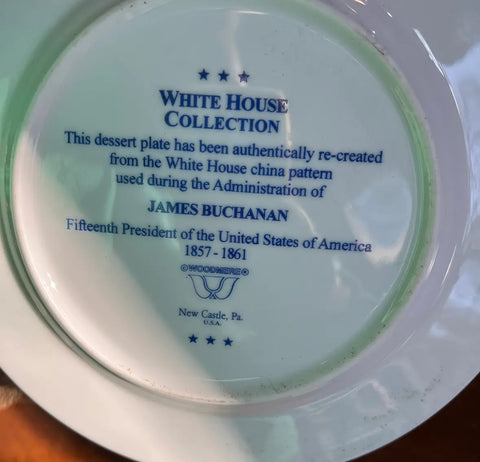 ★ ★ ★
WHITE HOUSE
COLLECTION
This dessert plate has been authentically re-created
from the White House china pattern
used during the Administration of
JAMES BUCHANAN
Fifteenth President of the United States of America
1857 - 1861
©WOODMERE®
New Castle, Pa.
U.S.A.
★ ★ ★